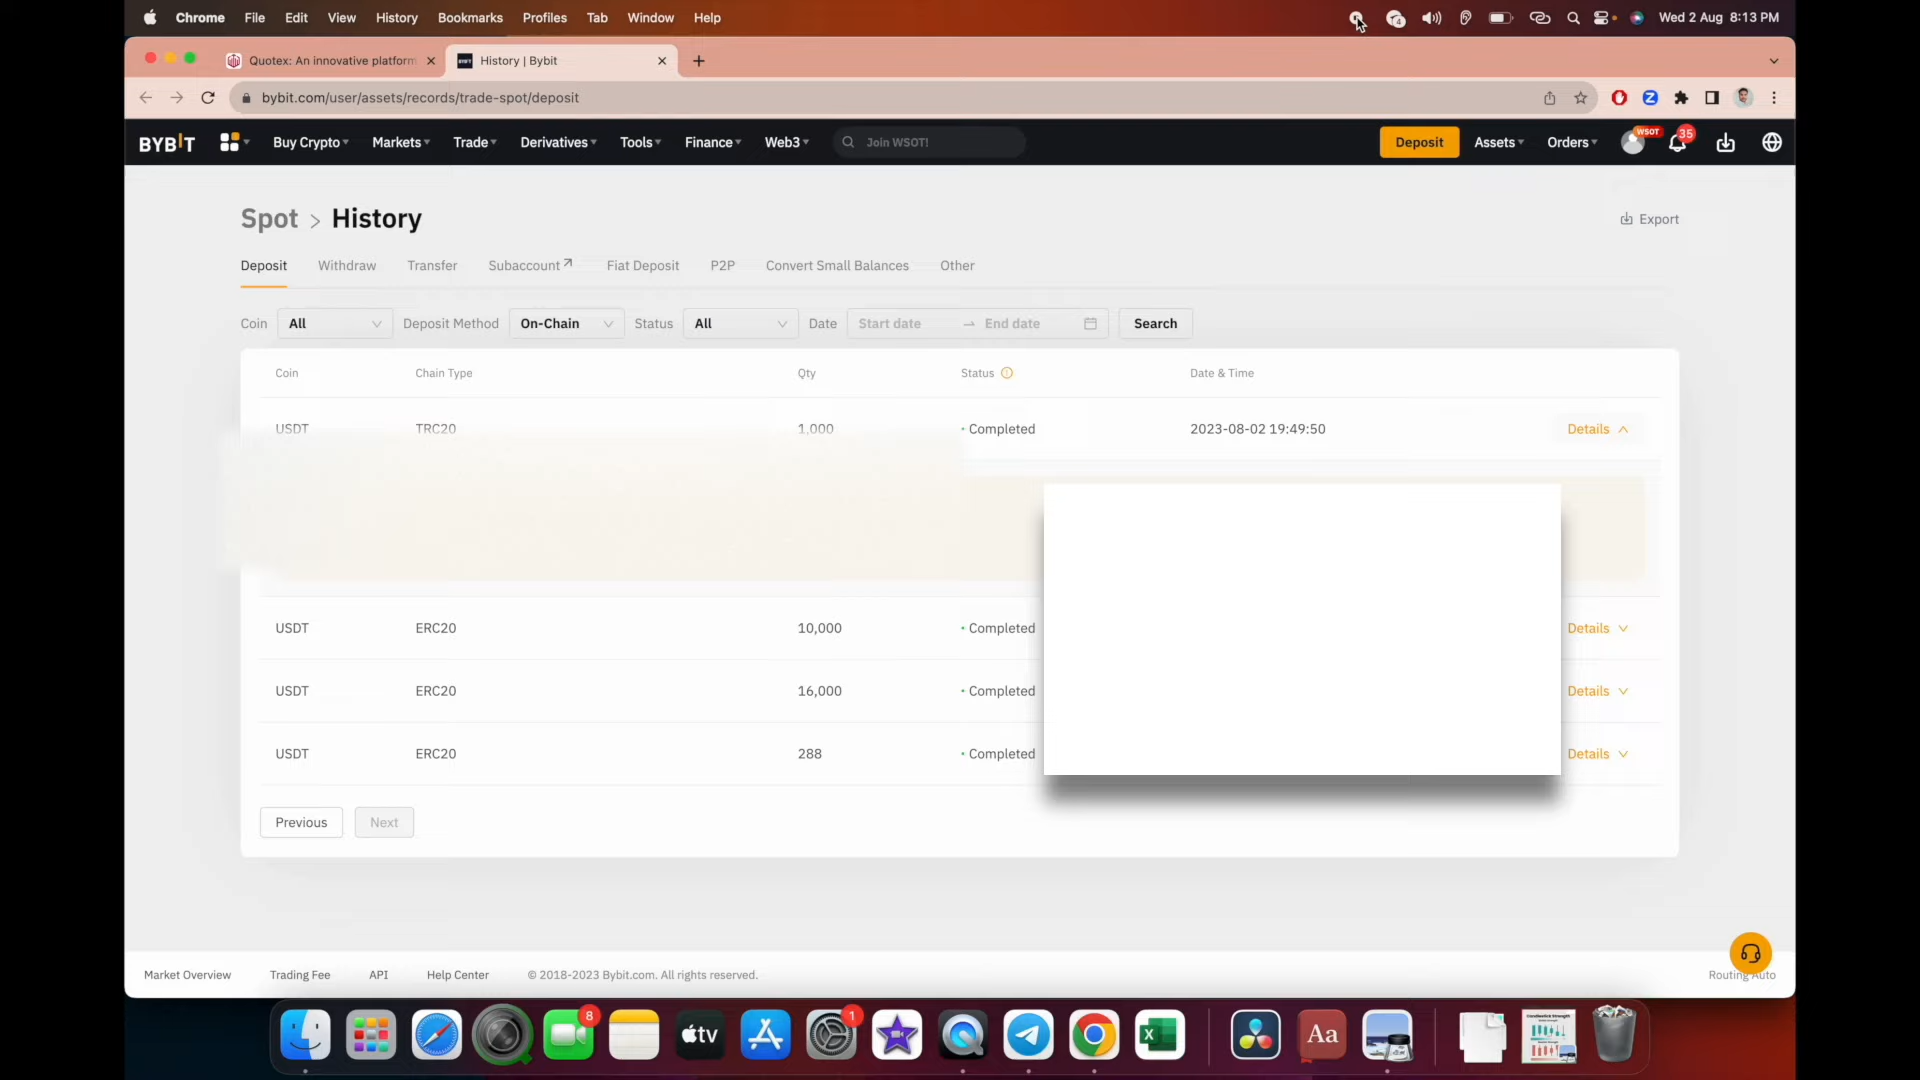 Chrome File Edit View History Bookmarks Profiles Tab Window Help 4 Wed 2 Aug 8:13 PM
Quotex: An innovative platform History | Bybit
bybit.com/user/assets/records/trade-spot/deposit
BYBIT Buy Crypto Markets Trade Derivatives Tools Finance Web3 Join WSOT! Deposit Assets Orders WSOT 35
Spot > History Export
Deposit Withdraw Transfer Subaccount Fiat Deposit P2P Convert Small Balances Other
Coin All Deposit Method On-Chain Status All Date Start date → End date Search
Coin Chain Type Qty Status Date & Time
USDT TRC20 1,000 Completed 2023-08-02 19:49:50 Details
USDT ERC20 10,000 Completed Details
USDT ERC20 16,000 Completed Details
USDT ERC20 288 Completed Details
Previous Next
Market Overview Trading Fee API Help Center © 2018-2023 Bybit.com. All rights reserved. Routing Auto
8 tv 1 Aa X